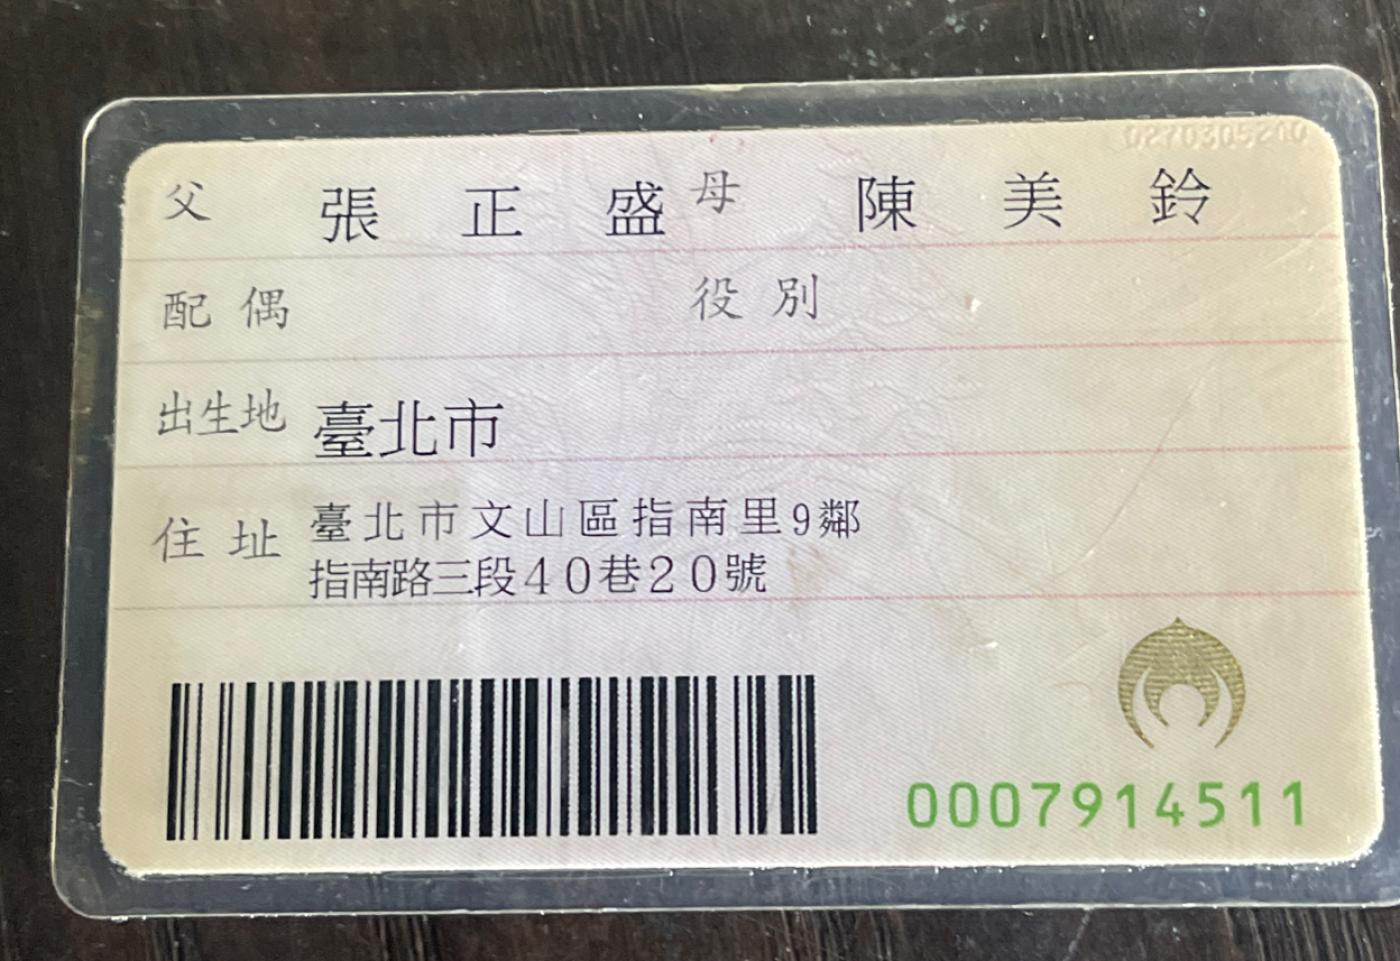 父 張正盛 母 陳美鈴
配偶 役別
出生地 臺北市
住址 臺北市文山區指南里9鄰
指南路三段40巷20號
0007914511